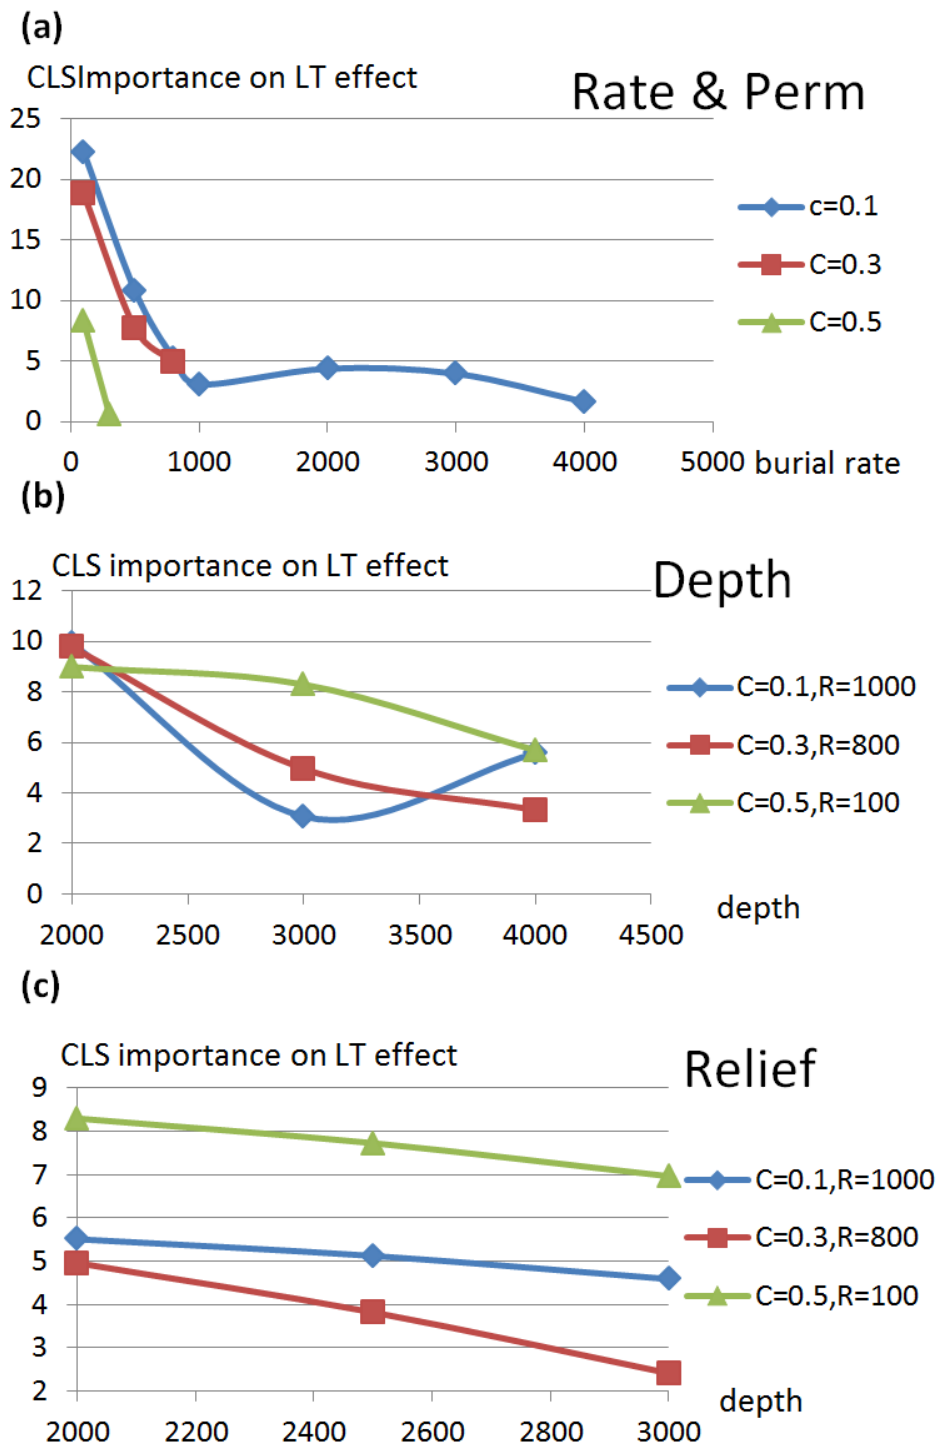 (a)
CLSImportance on LT effect
Rate & Perm
25
20
15
10
5
0
0 1000 2000 3000 4000 5000 burial rate
c=0.1
C=0.3
C=0.5
(b)
CLS importance on LT effect
Depth
12
10
8
6
4
2
0
2000 2500 3000 3500 4000 4500
depth
C=0.1,R=1000
C=0.3,R=800
C=0.5,R=100
(c)
CLS importance on LT effect
Relief
9
8
7
6
5
4
3
2
2000 2200 2400 2600 2800 3000
depth
C=0.1,R=1000
C=0.3,R=800
C=0.5,R=100